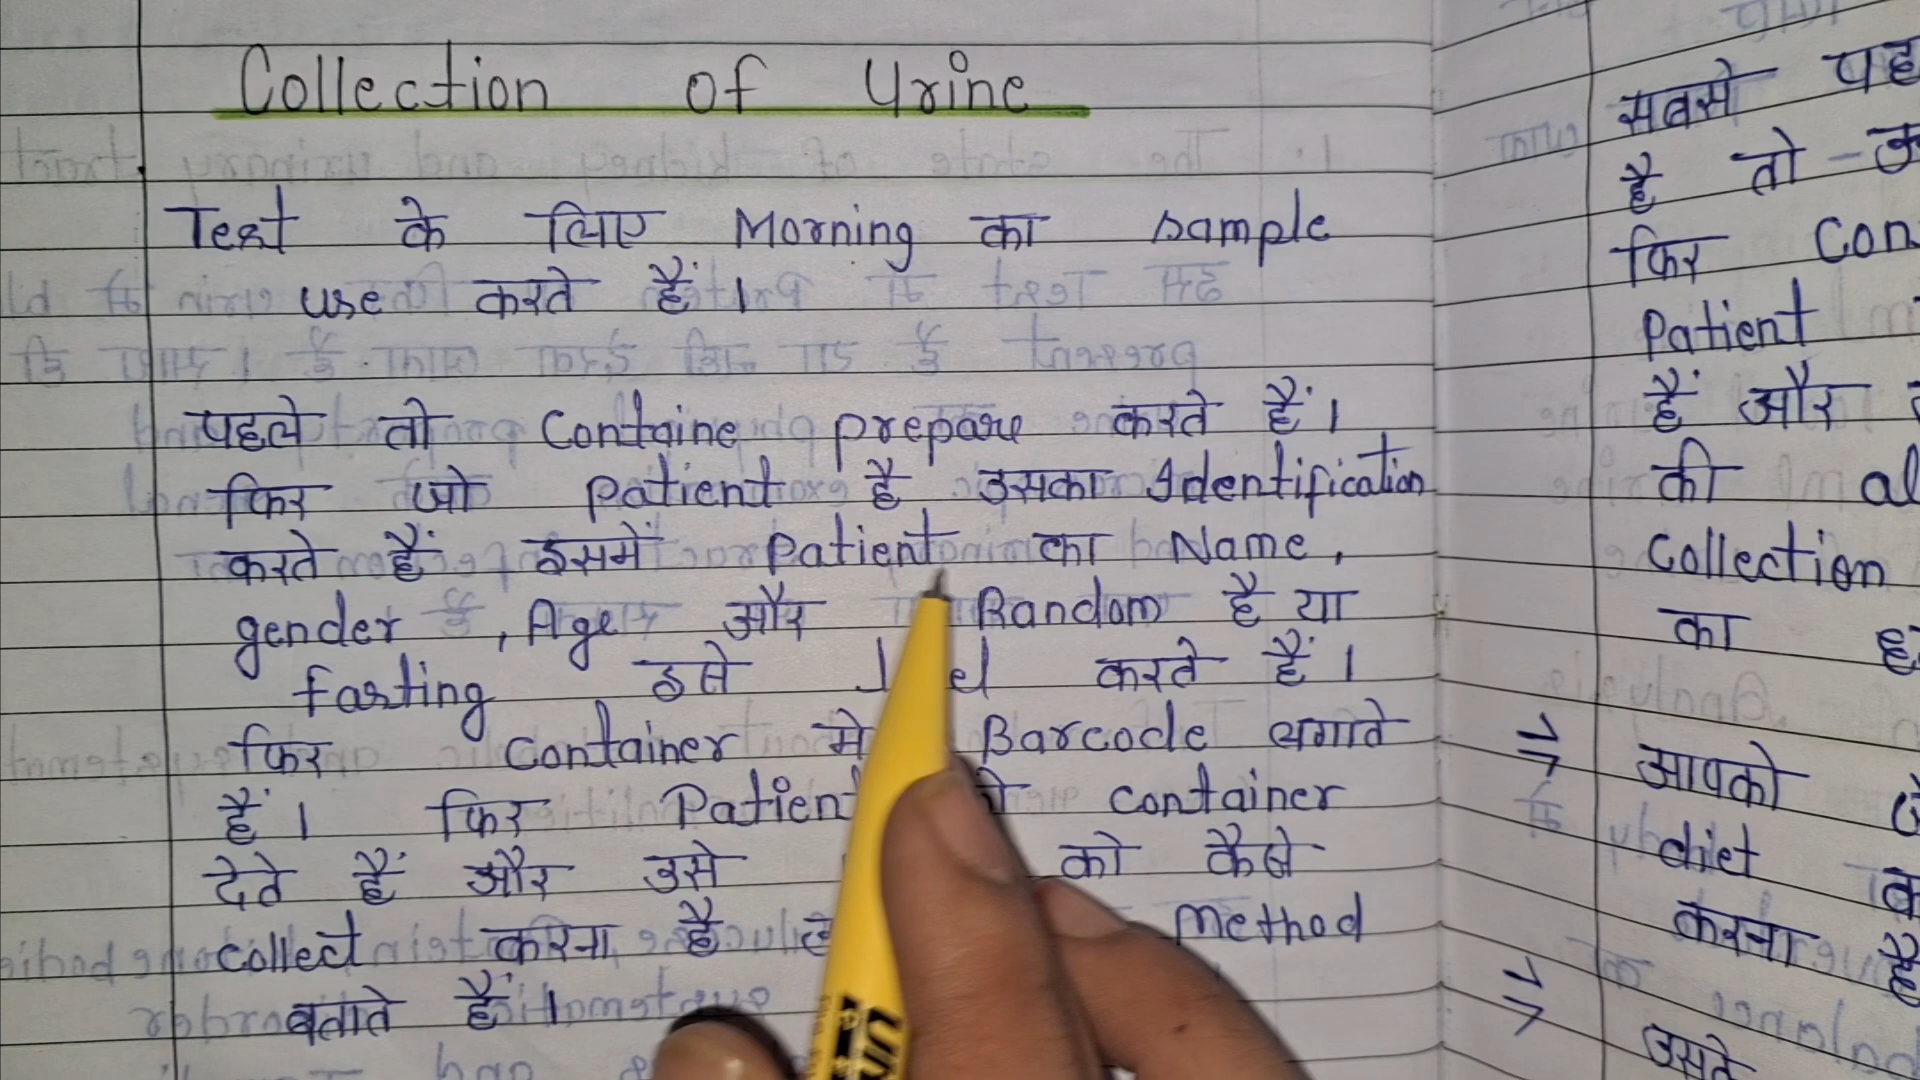 Collection of Urine
Test के लिए Morning का sample
use करते हैं ।
पहले तो Containe prepare करते हैं ।
फिर जो patient है उसका Identification
करते हैं इसमें patient का Name ,
gender , Age और Random है या
fasting इसे करते हैं ।
फिर container मे Barcode लगाते
हैं । फिर Patient container
देते हैं और उसे को कैसे
collect करना है Method
बताते हैं ।
सबसे
है तो
फिर
Patient
हैं और
की
Collection
का
⇒ आपको
diet
करना है
⇒ उसते